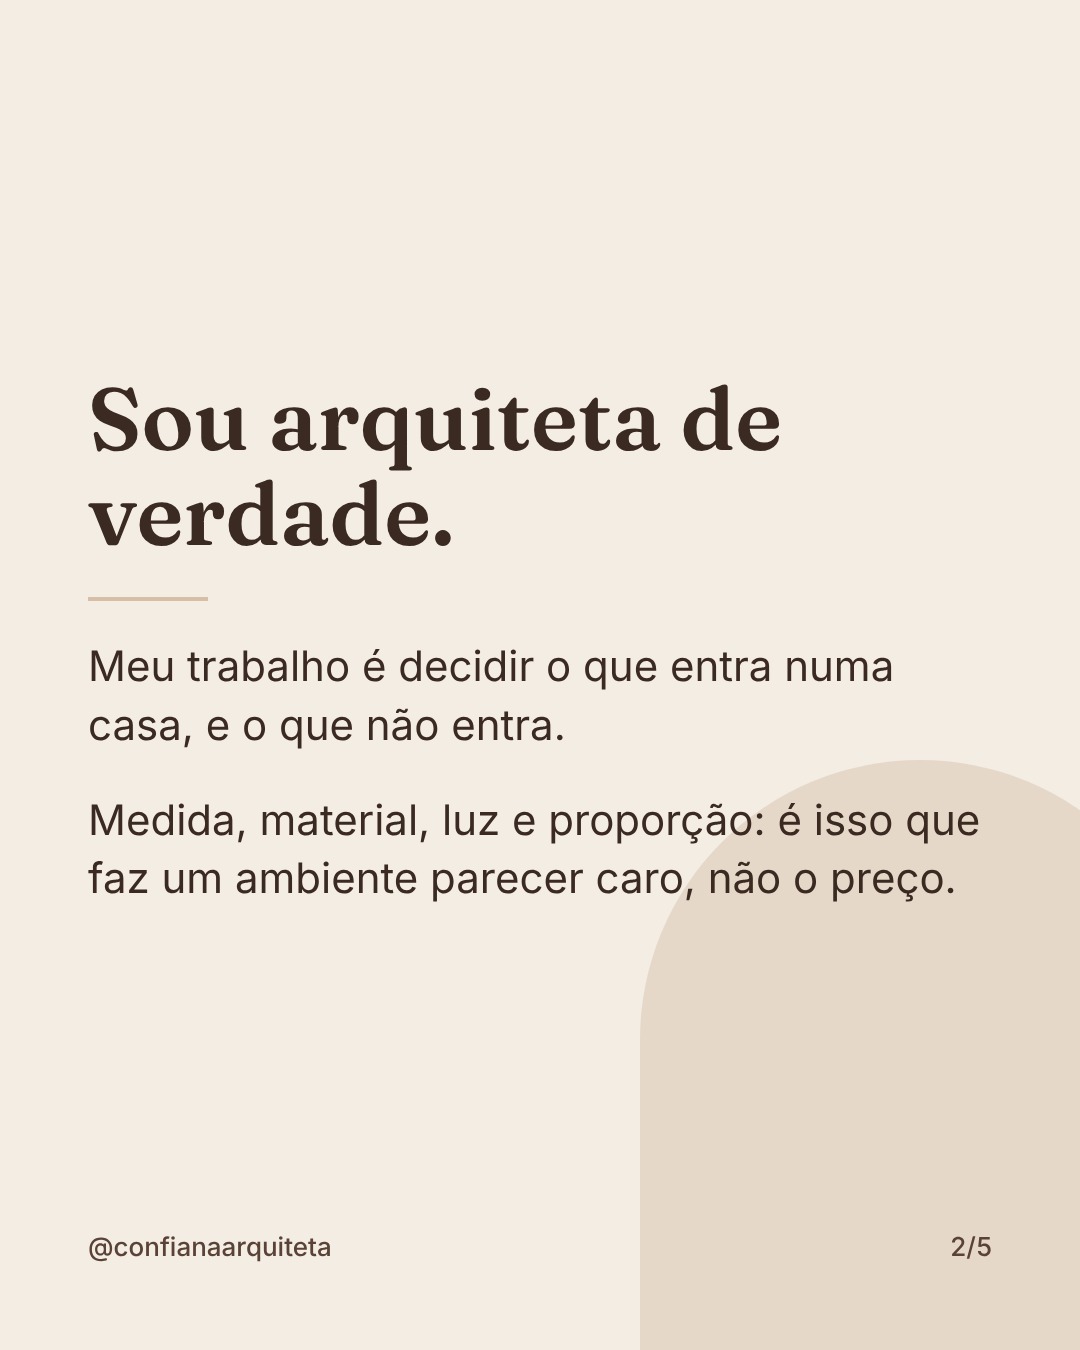 Sou arquiteta de
verdade.
Meu trabalho é decidir o que entra numa
casa, e o que não entra.
Medida, material, luz e proporção: é isso que
faz um ambiente parecer caro, não o preço.
@confianaarquiteta
2/5